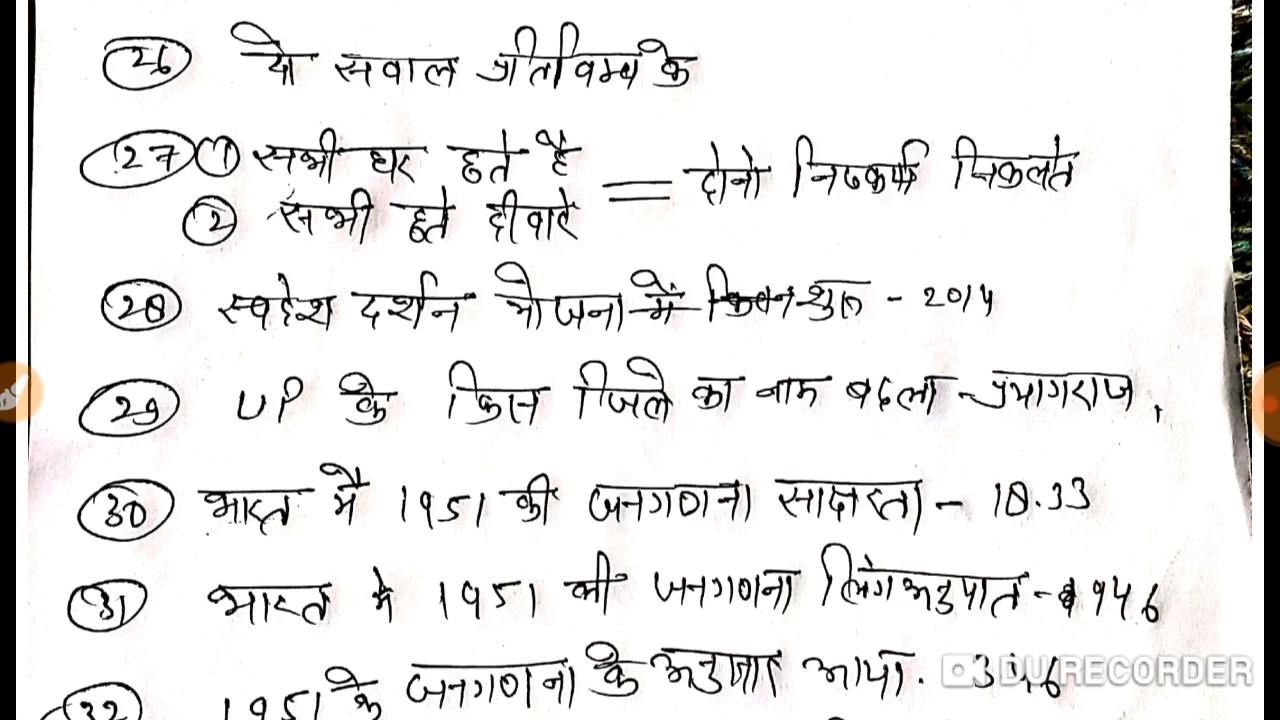 26 दो सवाल प्रतिबिम्ब के
27 1 सभी घर छते है
2 सभी छते दीवारे = दोनो निष्कर्ष निकलते
28 स्वदेश दर्शन योजना में शुरू - 2014
29 UP के किस जिले का नाम बदला - प्रयागराज,
30 भारत मे 1951 की जनगणना साक्षरता - 18.33
31 भारत मे 1951 की जनगणना लिंगअनुपात - 946
32 1951 के जनगणना के अनुसार आयी.
DU RECORDER